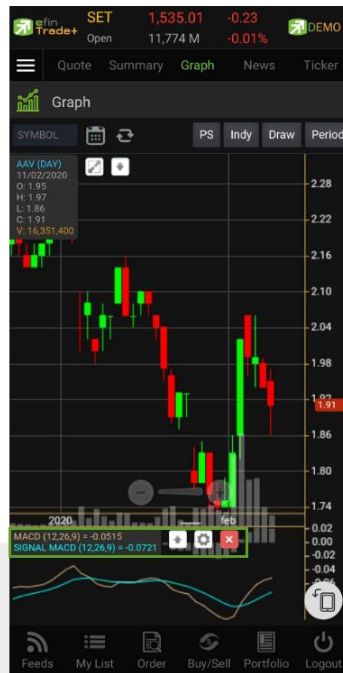 efin Trade+ SET 1,535.01 -0.23 DEMO
Open 11,774 M -0.01%
Quote Summary Graph News Ticker
Graph
SYMBOL PS Indy Draw Period
AAV (DAY)
11/02/2020
O: 1.95
H: 1.97
L: 1.86
C: 1.91
V: 16,351,400
2.28
2.22
2.16
2.10
2.04
1.98
1.92
1.91
1.86
1.80
1.74
2020 feb
0.02
MACD (12,26,9) = -0.0515
0.00
SIGNAL MACD (12,26,9) = -0.0721
-0.02
-0.04
-0.06
Feeds My List Order Buy/Sell Portfolio Logout